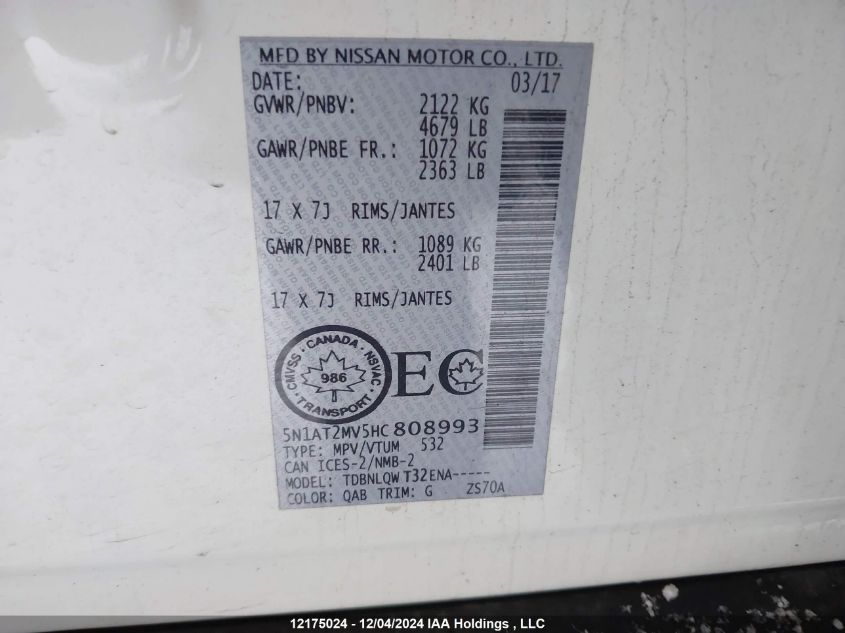 MFD BY NISSAN MOTOR CO., LTD.
DATE: 03/17
GVWR/PNBV: 2122 KG
4679 LB
GAWR/PNBE FR.: 1072 KG
2363 LB
17 X 7J RIMS/JANTES
GAWR/PNBE RR.: 1089 KG
2401 LB
17 X 7J RIMS/JANTES
CMVSS · CANADA · NSVAC
986
TRANSPORT
EC
5N1AT2MV5HC808993
TYPE: MPV/VTUM 532
CAN ICES-2/NMB-2
MODEL: TDBNLQW T32ENA-----
COLOR: QAB TRIM: G ZS70A
12175024 - 12/04/2024 IAA Holdings , LLC